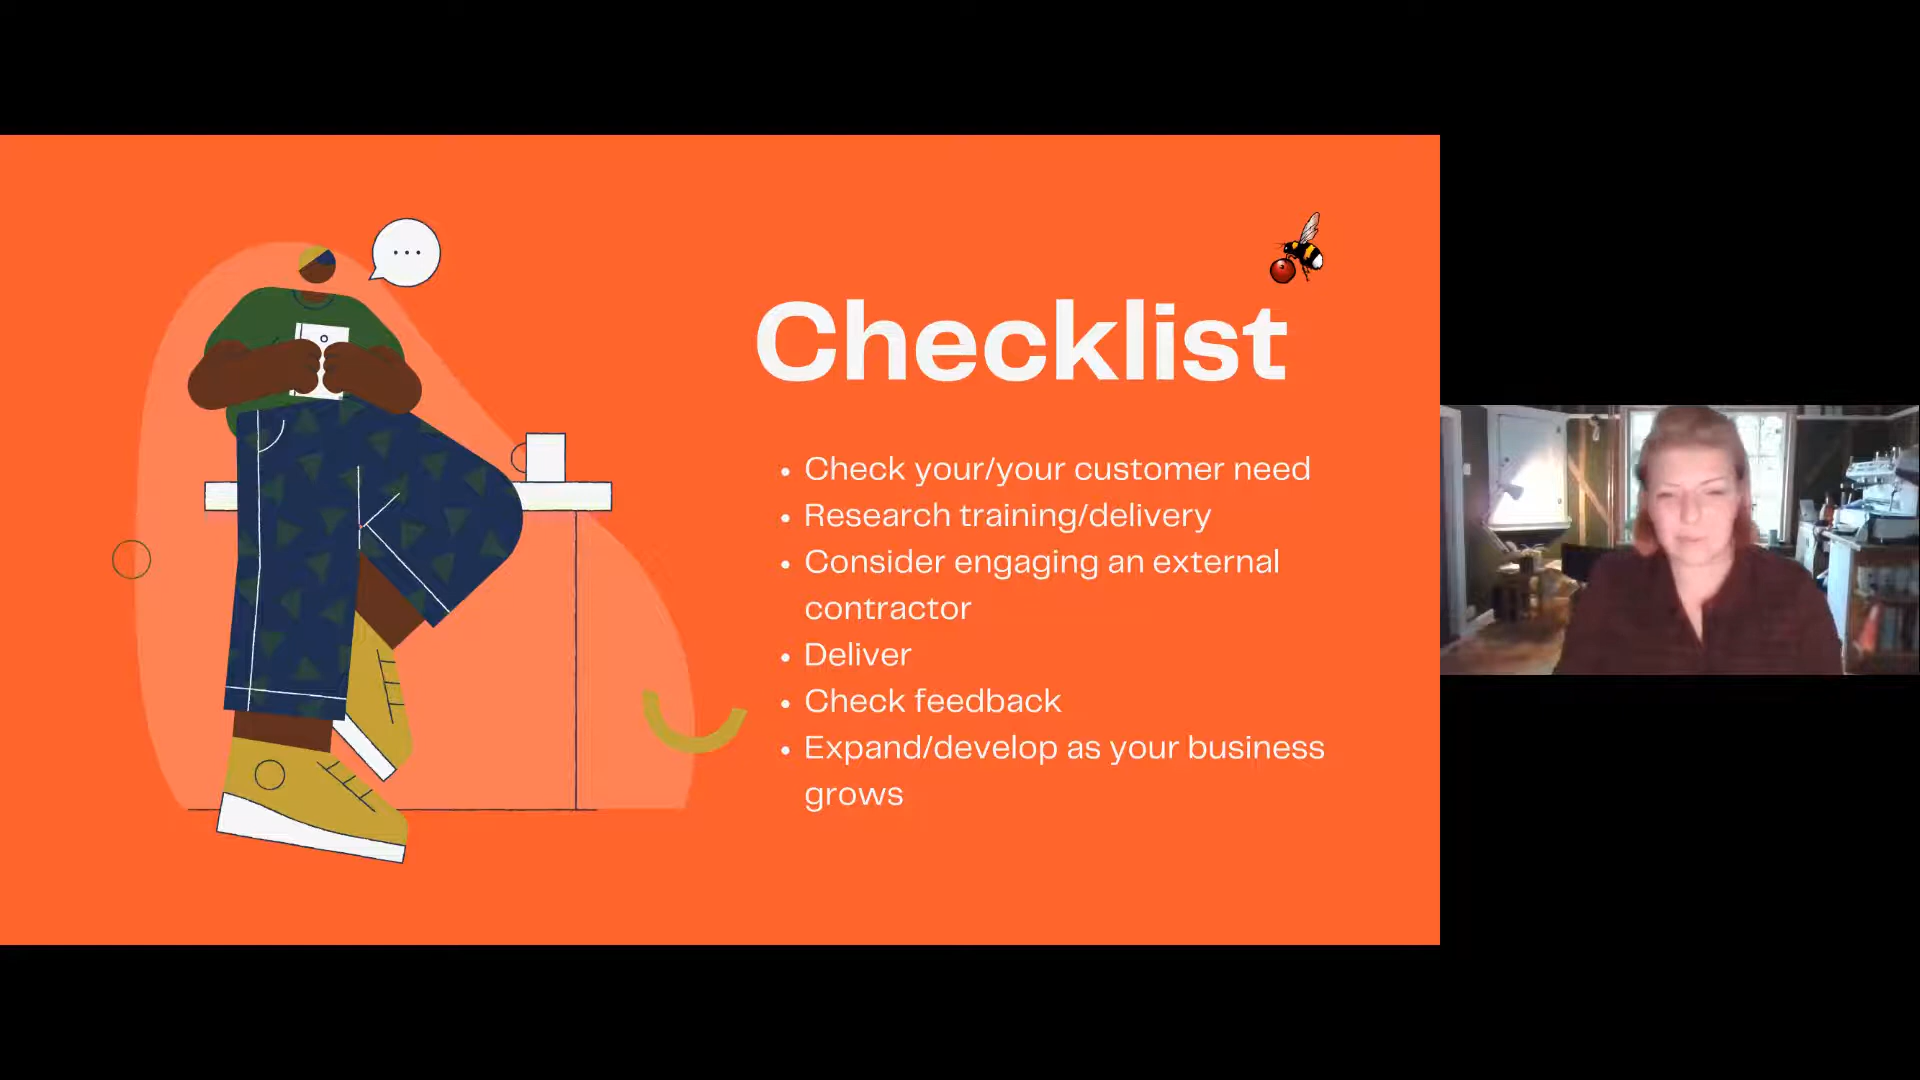 Checklist
• Check your/your customer need
• Research training/delivery
• Consider engaging an external
contractor
• Deliver
• Check feedback
• Expand/develop as your business
grows